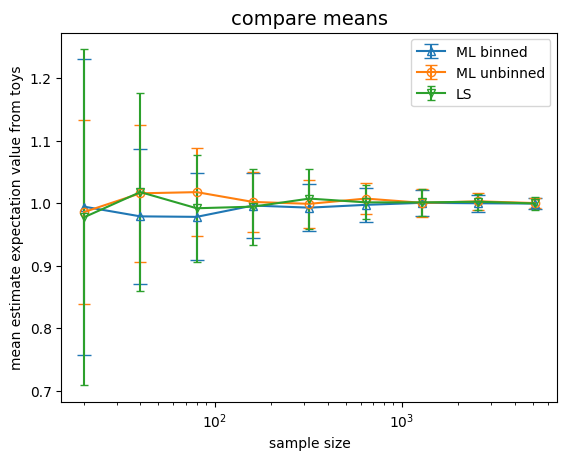 compare means
ML binned
ML unbinned
LS
mean estimate expectation value from toys
1.2
1.1
1.0
0.9
0.8
0.7
10²
10³
sample size